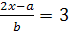 (2x-a)/b = 3